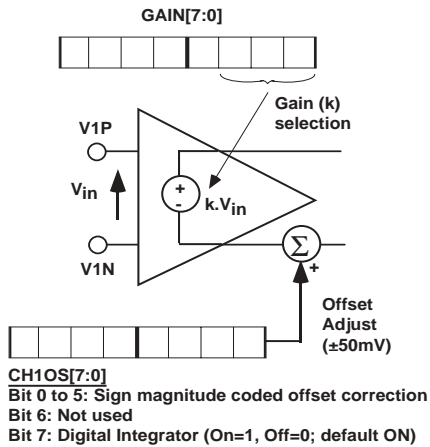 GAIN[7:0]
Gain (k)
selection
V1P
Vin
+
-
k.Vin
V1N
Σ
+
Offset
Adjust
(±50mV)
CH1OS[7:0]
Bit 0 to 5: Sign magnitude coded offset correction
Bit 6: Not used
Bit 7: Digital Integrator (On=1, Off=0; default ON)